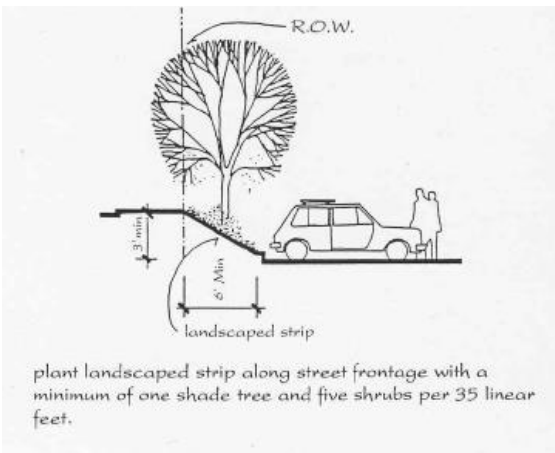 R.O.W.
3' min
6' Min
landscaped strip
plant landscaped strip along street frontage with a
minimum of one shade tree and five shrubs per 35 linear
feet.